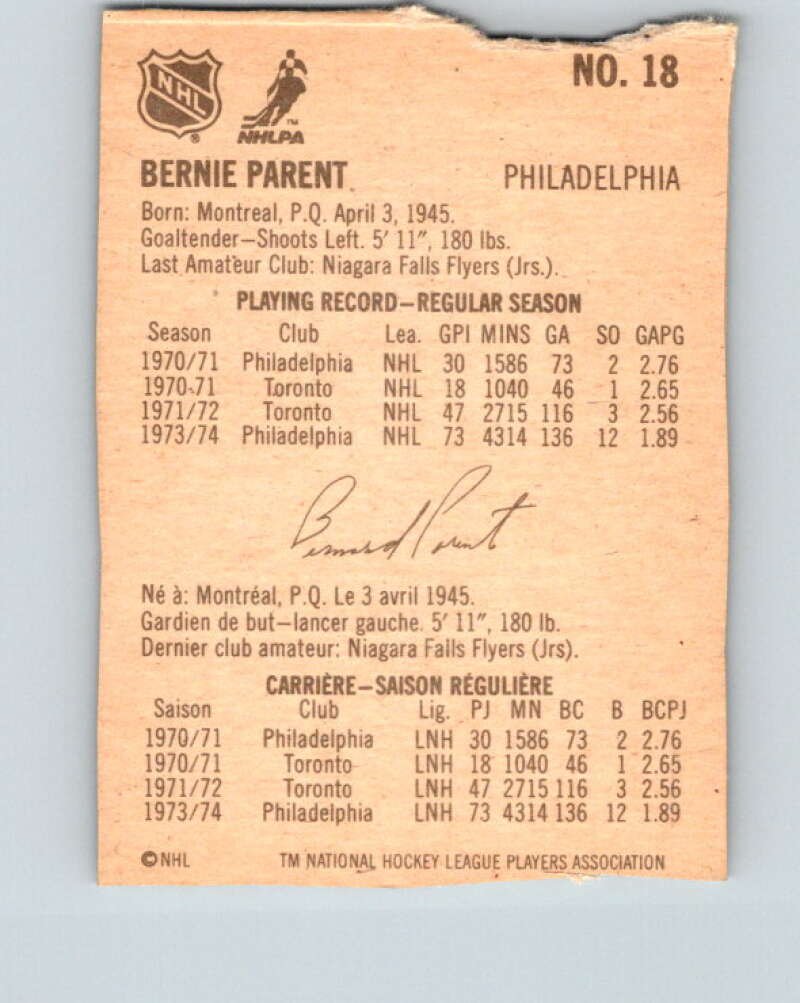 NHL
NHLPA TM
NO. 18
BERNIE PARENT PHILADELPHIA
Born: Montreal, P.Q. April 3, 1945.
Goaltender—Shoots Left. 5′ 11″, 180 lbs.
Last Amateur Club: Niagara Falls Flyers (Jrs.).
PLAYING RECORD—REGULAR SEASON
Season Club Lea. GPI MINS GA SO GAPG
1970/71 Philadelphia NHL 30 1586 73 2 2.76
1970-71 Toronto NHL 18 1040 46 1 2.65
1971/72 Toronto NHL 47 2715 116 3 2.56
1973/74 Philadelphia NHL 73 4314 136 12 1.89
Bernard Parent
Né à: Montréal, P.Q. Le 3 avril 1945.
Gardien de but—lancer gauche. 5′ 11″, 180 lb.
Dernier club amateur: Niagara Falls Flyers (Jrs).
CARRIÈRE—SAISON RÉGULIÈRE
Saison Club Lig. PJ MN BC B BCPJ
1970/71 Philadelphia LNH 30 1586 73 2 2.76
1970/71 Toronto LNH 18 1040 46 1 2.65
1971/72 Toronto LNH 47 2715 116 3 2.56
1973/74 Philadelphia LNH 73 4314 136 12 1.89
©NHL TM NATIONAL HOCKEY LEAGUE PLAYERS ASSOCIATION